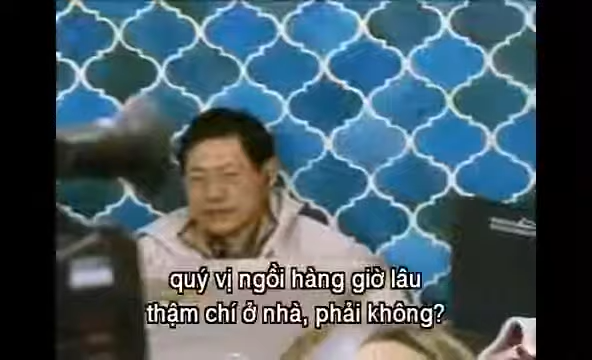 quý vị ngồi hàng giờ lâu
thậm chí ở nhà, phải không?